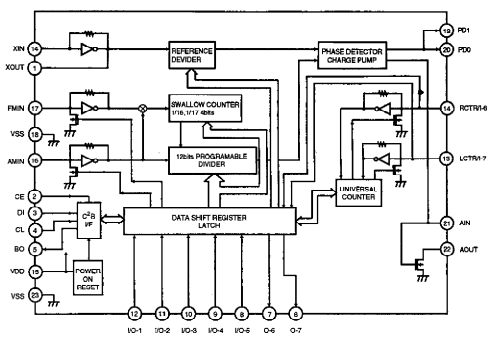 XIN 14
XOUT 1
FMIN 17
VSS 18
AMIN 16
CE 2
DI 3
CL 4
BO 5
VDD 15
VSS 23
REFERENCE
DEVIDER
SWALLOW COUNTER
1/16,1/17 4bits
12bits PROGRAMABLE
DIVIDER
PHASE DETECTOR
CHARGE PUMP
UNIVERSAL
COUNTER
C²B
I/F
POWER
ON
RESET
DATA SHIFT REGISTER
LATCH
19 PD1
20 PD0
14 RCTR/I-6
13 LCTR/I-7
21 AIN
22 AOUT
12 11 10 9 8 7 6
I/O-1 I/O-2 I/O-3 I/O-4 I/O-5 O-6 O-7